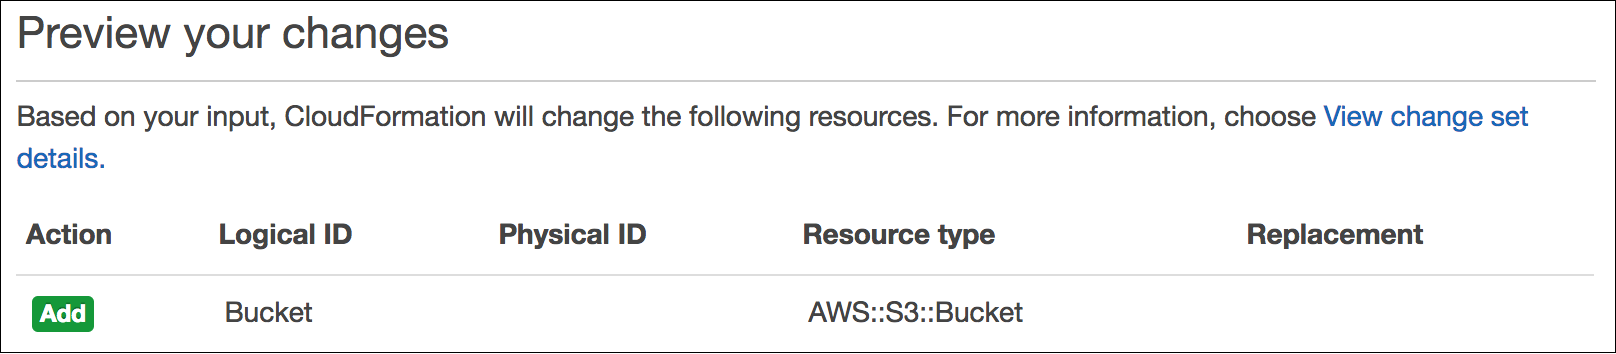 Preview your changes
Based on your input, CloudFormation will change the following resources. For more information, choose View change set
details.
Action Logical ID Physical ID Resource type Replacement
Add Bucket AWS::S3::Bucket